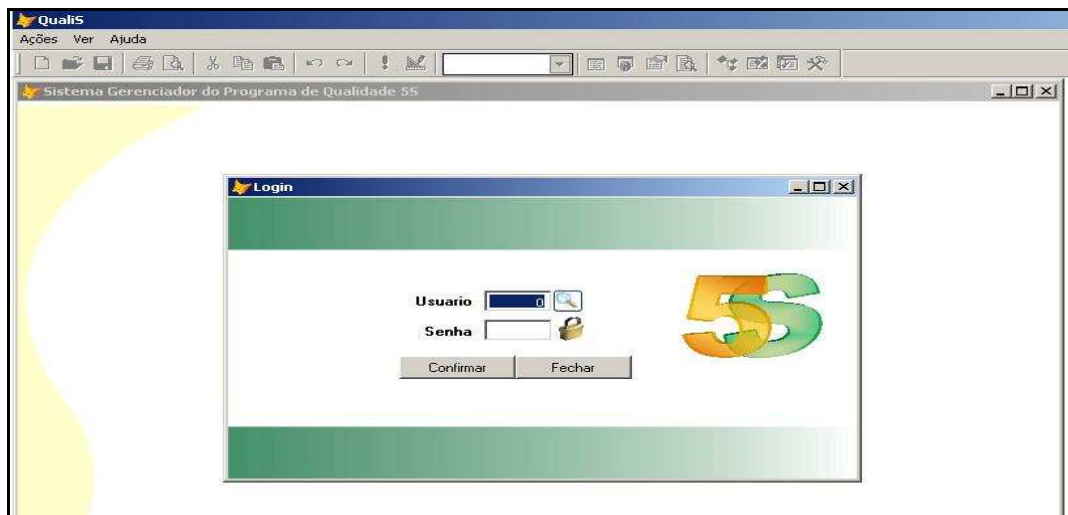 QualiS
Ações Ver Ajuda
Sistema Gerenciador do Programa de Qualidade 5S
Login
Usuario 0
Senha
5S
Confirmar Fechar